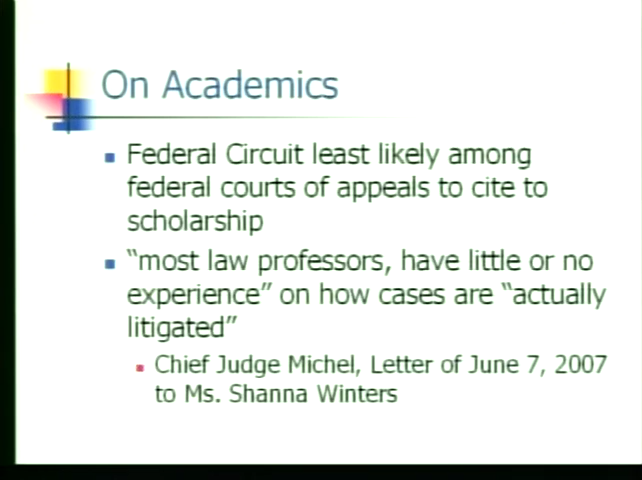 On Academics
Federal Circuit least likely among
federal courts of appeals to cite to
scholarship
“most law professors, have little or no
experience” on how cases are “actually
litigated”
Chief Judge Michel, Letter of June 7, 2007
to Ms. Shanna Winters